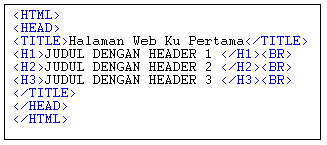 <HTML>
<HEAD>
<TITLE>Halaman Web Ku Pertama</TITLE>
<H1>JUDUL DENGAN HEADER 1 </H1><BR>
<H2>JUDUL DENGAN HEADER 2 </H2><BR>
<H3>JUDUL DENGAN HEADER 3 </H3><BR>
</TITLE>
</HEAD>
</HTML>